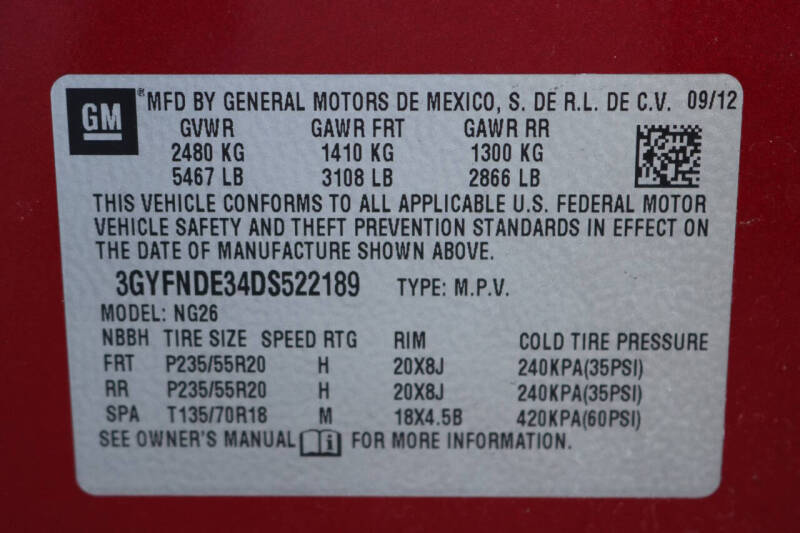 GM® MFD BY GENERAL MOTORS DE MEXICO, S. DE R.L. DE C.V. 09/12
GVWR GAWR FRT GAWR RR
2480 KG 1410 KG 1300 KG
5467 LB 3108 LB 2866 LB
THIS VEHICLE CONFORMS TO ALL APPLICABLE U.S. FEDERAL MOTOR
VEHICLE SAFETY AND THEFT PREVENTION STANDARDS IN EFFECT ON
THE DATE OF MANUFACTURE SHOWN ABOVE.
3GYFNDE34DS522189 TYPE: M.P.V.
MODEL: NG26
NBBH TIRE SIZE SPEED RTG RIM COLD TIRE PRESSURE
FRT P235/55R20 H 20X8J 240KPA(35PSI)
RR P235/55R20 H 20X8J 240KPA(35PSI)
SPA T135/70R18 M 18X4.5B 420KPA(60PSI)
SEE OWNER'S MANUAL i FOR MORE INFORMATION.